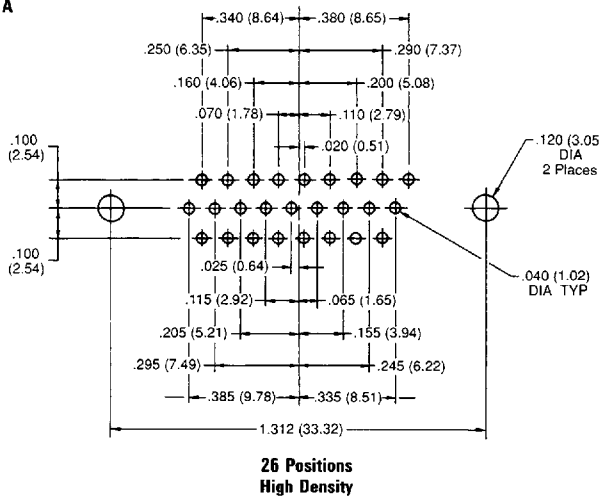 A
.340 (8.64) .380 (8.65)
.250 (6.35) .290 (7.37)
.160 (4.06) .200 (5.08)
.070 (1.78) .110 (2.79)
.020 (0.51)
.100
(2.54)
.120 (3.05
DIA
2 Places
.100
(2.54)
.025 (0.64)
.040 (1.02)
DIA TYP
.115 (2.92) .065 (1.65)
.205 (5.21) .155 (3.94)
.295 (7.49) .245 (6.22)
.385 (9.78) .335 (8.51)
1.312 (33.32)
26 Positions
High Density